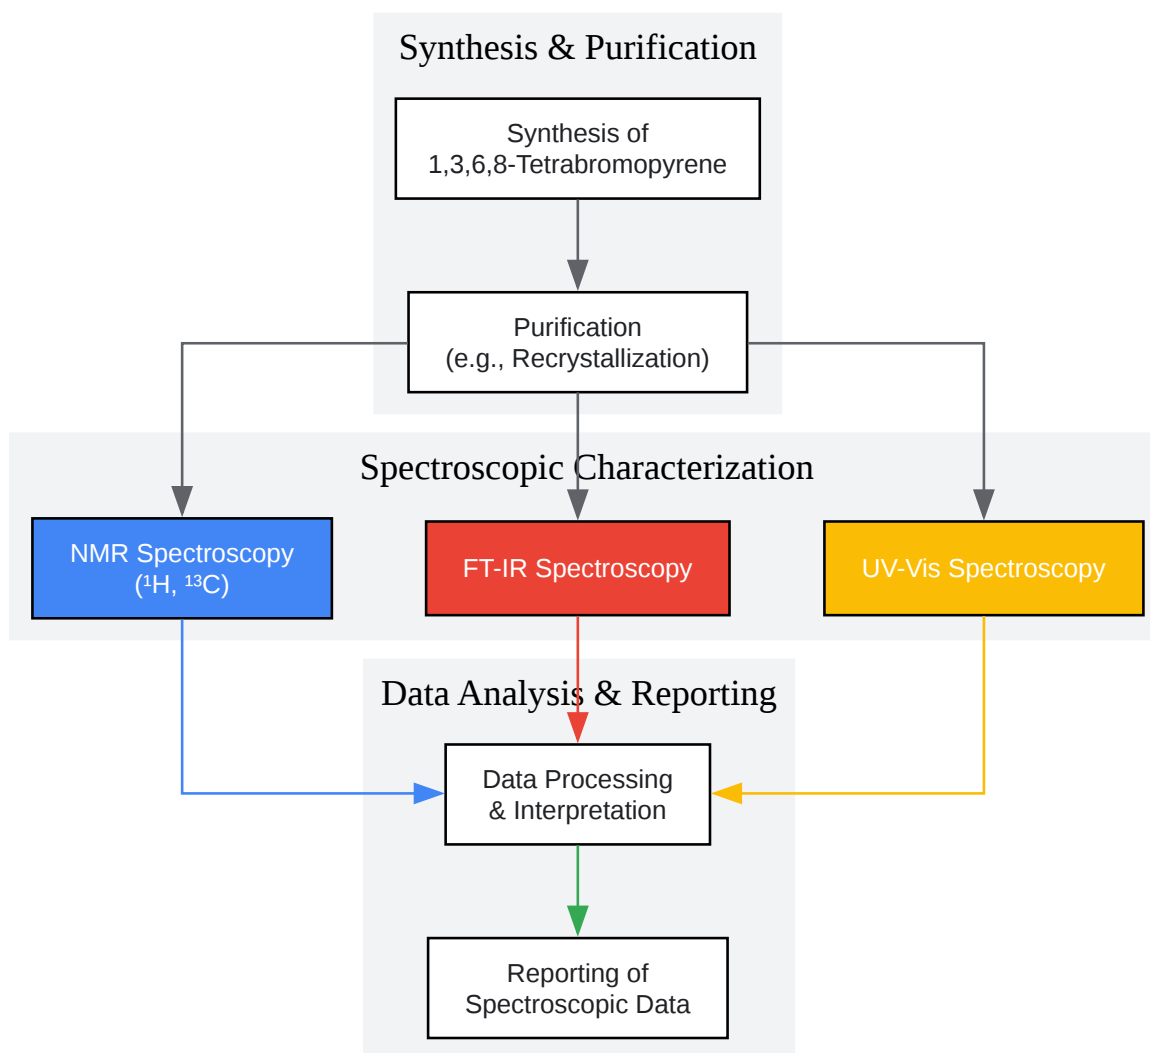 Synthesis & Purification
Synthesis of
1,3,6,8-Tetrabromopyrene
Purification
(e.g., Recrystallization)
Spectroscopic Characterization
NMR Spectroscopy
(¹H, ¹³C)
FT-IR Spectroscopy
UV-Vis Spectroscopy
Data Analysis & Reporting
Data Processing
& Interpretation
Reporting of
Spectroscopic Data